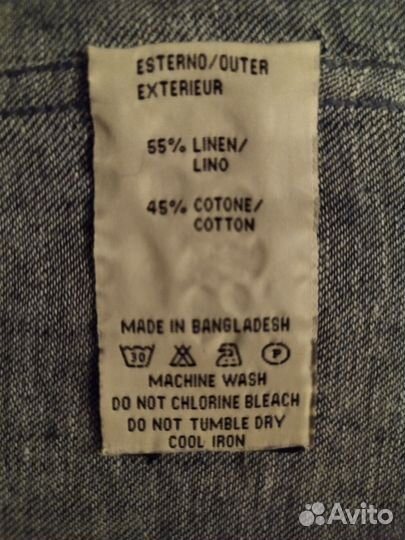 ESTERNO/OUTER
EXTERIEUR
55% LINEN/
LINO
45% COTONE/
COTTON
MADE IN BANGLADESH
30 P
MACHINE WASH
DO NOT CHLORINE BLEACH
DO NOT TUMBLE DRY
COOL IRON
Avito